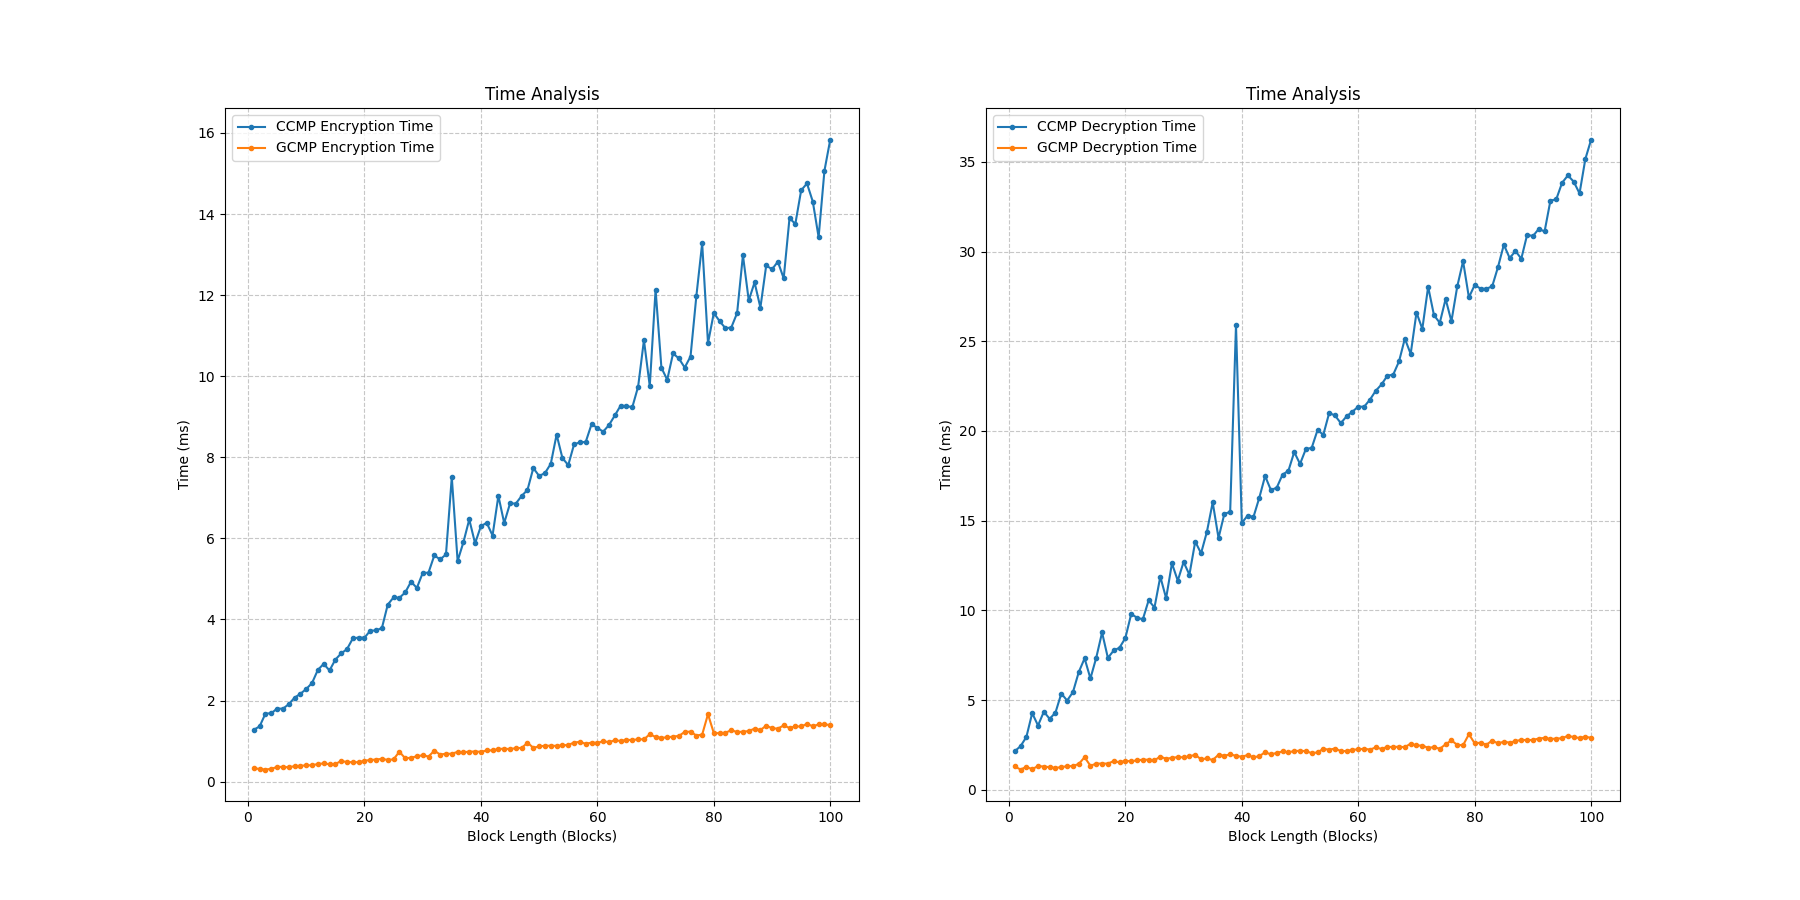 Time Analysis
CCMP Encryption Time
GCMP Encryption Time
16
14
12
10
8
6
4
2
0
Time (ms)
0 20 40 60 80 100
Block Length (Blocks)
Time Analysis
CCMP Decryption Time
GCMP Decryption Time
35
30
25
20
15
10
5
0
Time (ms)
0 20 40 60 80 100
Block Length (Blocks)